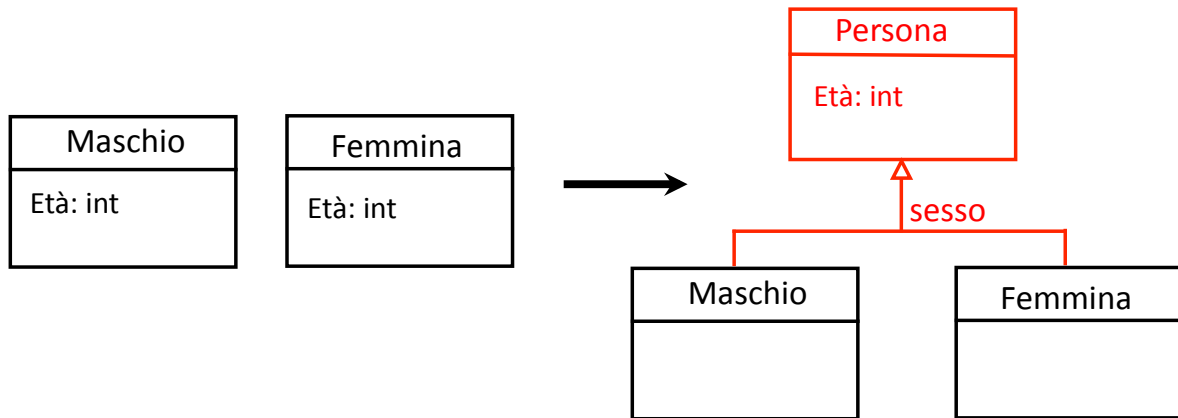 Maschio
Età: int
Femmina
Età: int
Persona
Età: int
sesso
Maschio
Femmina